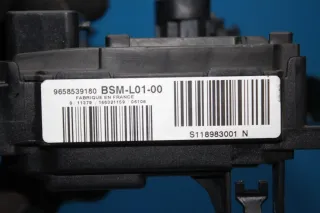 9658539180 BSM-L01-00
FABRIQUE EN FRANCE
S118983001 N